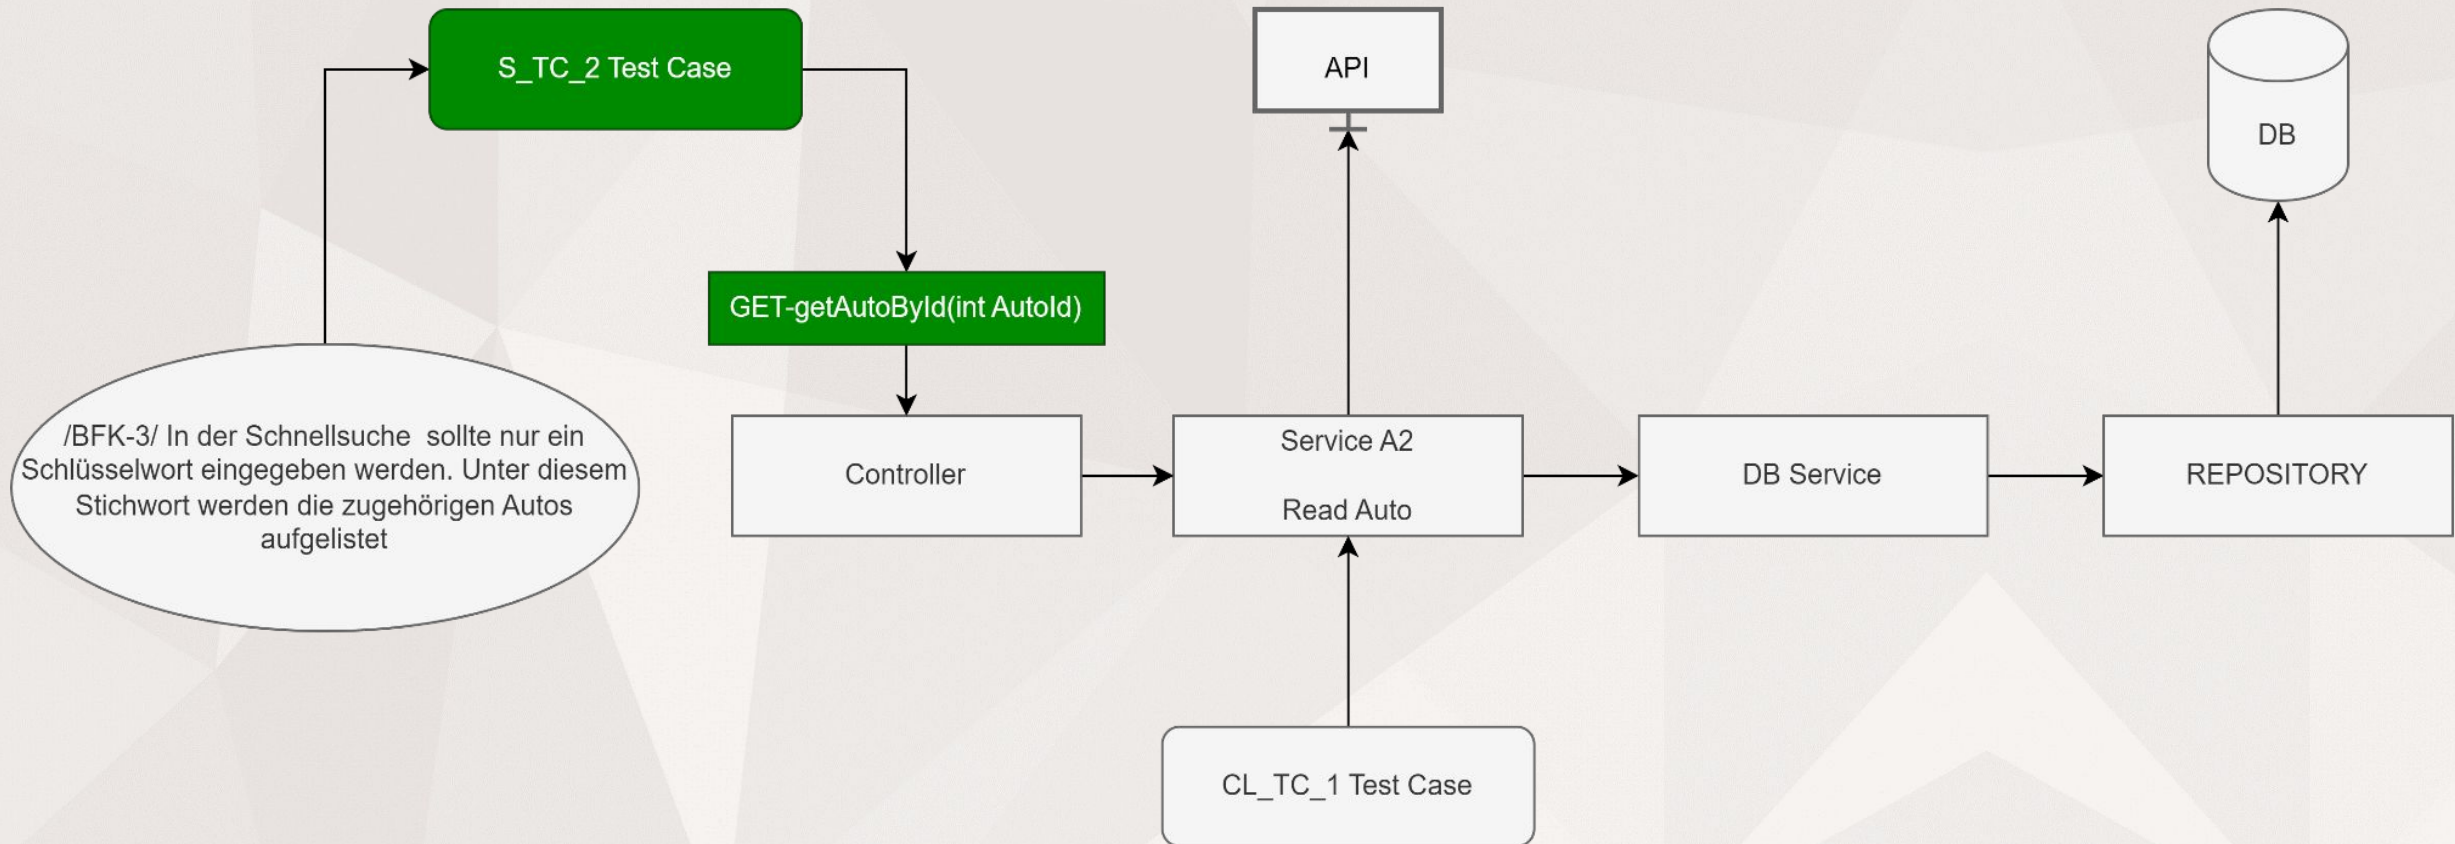 S_TC_2 Test Case
API
DB
GET-getAutoById(int AutoId)
/BFK-3/ In der Schnellsuche  sollte nur ein
Schlüsselwort eingegeben werden. Unter diesem
Stichwort werden die zugehörigen Autos
aufgelistet
Controller
Service A2
Read Auto
DB Service
REPOSITORY
CL_TC_1 Test Case